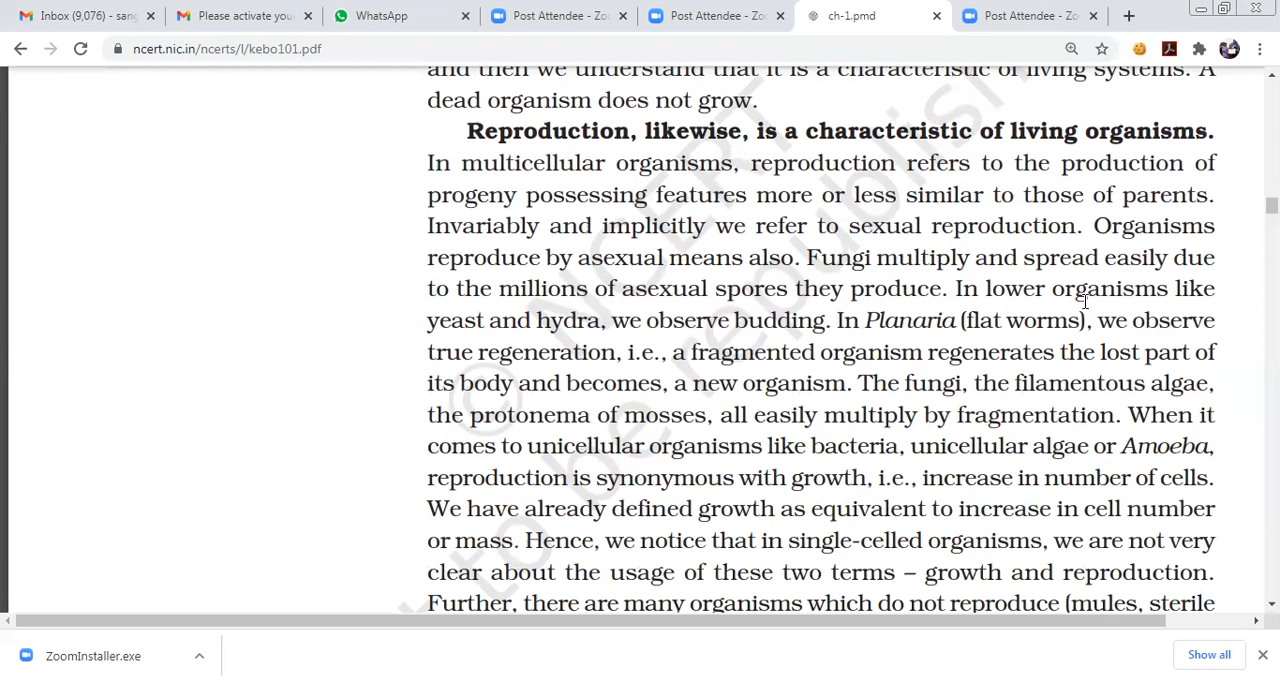 Inbox (9,076) - sang
Please activate you
WhatsApp
Post Attendee - Zoo
Post Attendee - Zoo
ch-1.pmd
Post Attendee - Zoo
ncert.nic.in/ncerts/l/kebo101.pdf
and then we understand that it is a characteristic of living systems. A
dead organism does not grow.
Reproduction, likewise, is a characteristic of living organisms.
In multicellular organisms, reproduction refers to the production of
progeny possessing features more or less similar to those of parents.
Invariably and implicitly we refer to sexual reproduction. Organisms
reproduce by asexual means also. Fungi multiply and spread easily due
to the millions of asexual spores they produce. In lower organisms like
yeast and hydra, we observe budding. In Planaria (flat worms), we observe
true regeneration, i.e., a fragmented organism regenerates the lost part of
its body and becomes, a new organism. The fungi, the filamentous algae,
the protonema of mosses, all easily multiply by fragmentation. When it
comes to unicellular organisms like bacteria, unicellular algae or Amoeba,
reproduction is synonymous with growth, i.e., increase in number of cells.
We have already defined growth as equivalent to increase in cell number
or mass. Hence, we notice that in single-celled organisms, we are not very
clear about the usage of these two terms – growth and reproduction.
Further, there are many organisms which do not reproduce (mules, sterile
© NCERT
not to be republish
ZoomInstaller.exe
Show all